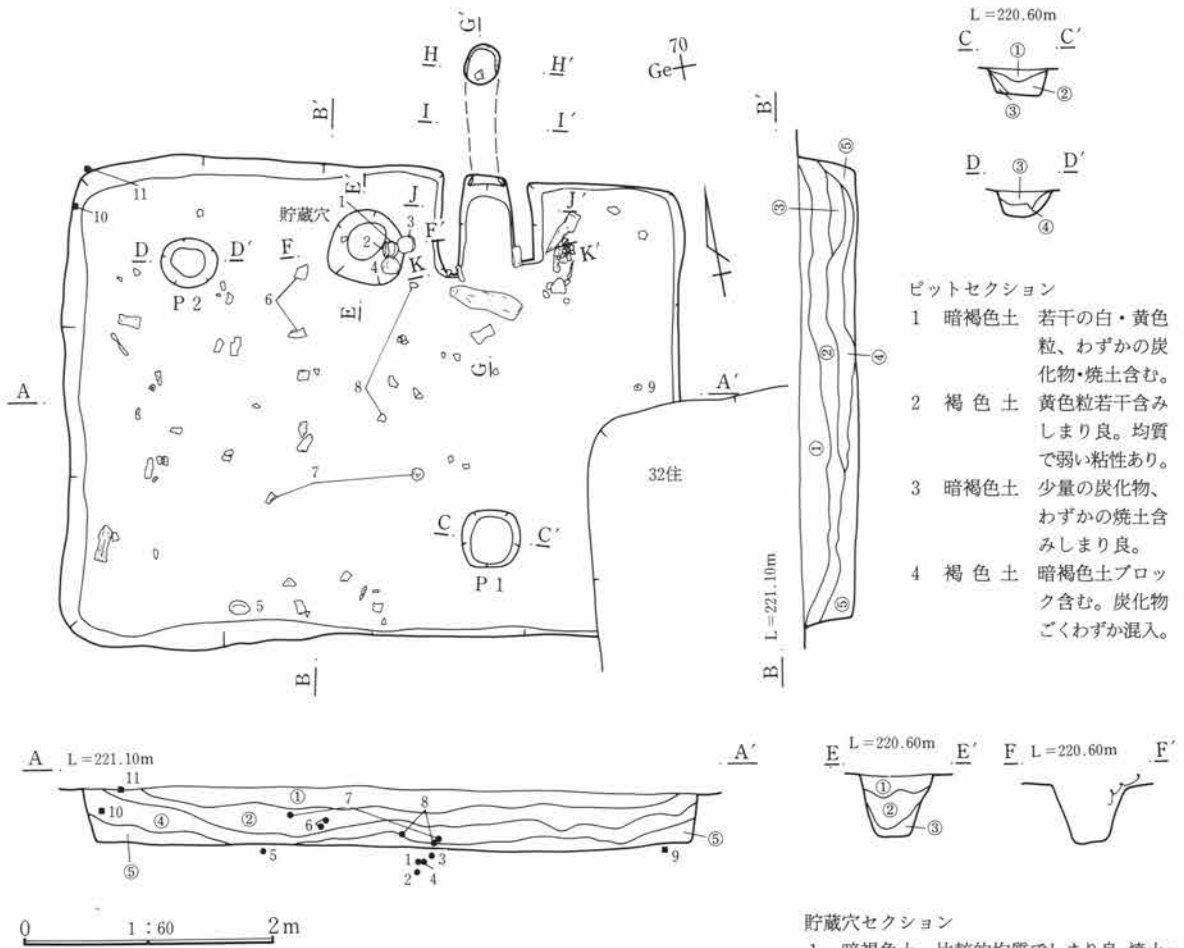 G′
H
H′
70
Ge
I
I′
B′
11
10
貯蔵穴
E′
1
J
3
F′
2
4
K
J′
K′
D
D′
F
P 2
6
E
8
G
9
A
A′
7
32住
C
C′
P 1
5
B
B′
⑤
③
②
④
①
⑤
L=221.10m
B
L=220.60m
C
C′
①
②
③
D
D′
③
④
ピットセクション
1 暗褐色土 若干の白・黄色
粒、わずかの炭
化物・焼土含む。
2 褐色土 黄色粒若干含み
しまり良。均質
で弱い粘性あり。
3 暗褐色土 少量の炭化物、
わずかの焼土含
みしまり良。
4 褐色土 暗褐色土ブロッ
ク含む。炭化物
ごくわずか混入。
A L=221.10m A′
11
①
7
8
10
④
②
6
⑤
⑤
5
1
3
2
4
9
E L=220.60m E′
①
②
③
F L=220.60m F′
0 1:60 2m
貯蔵穴セクション